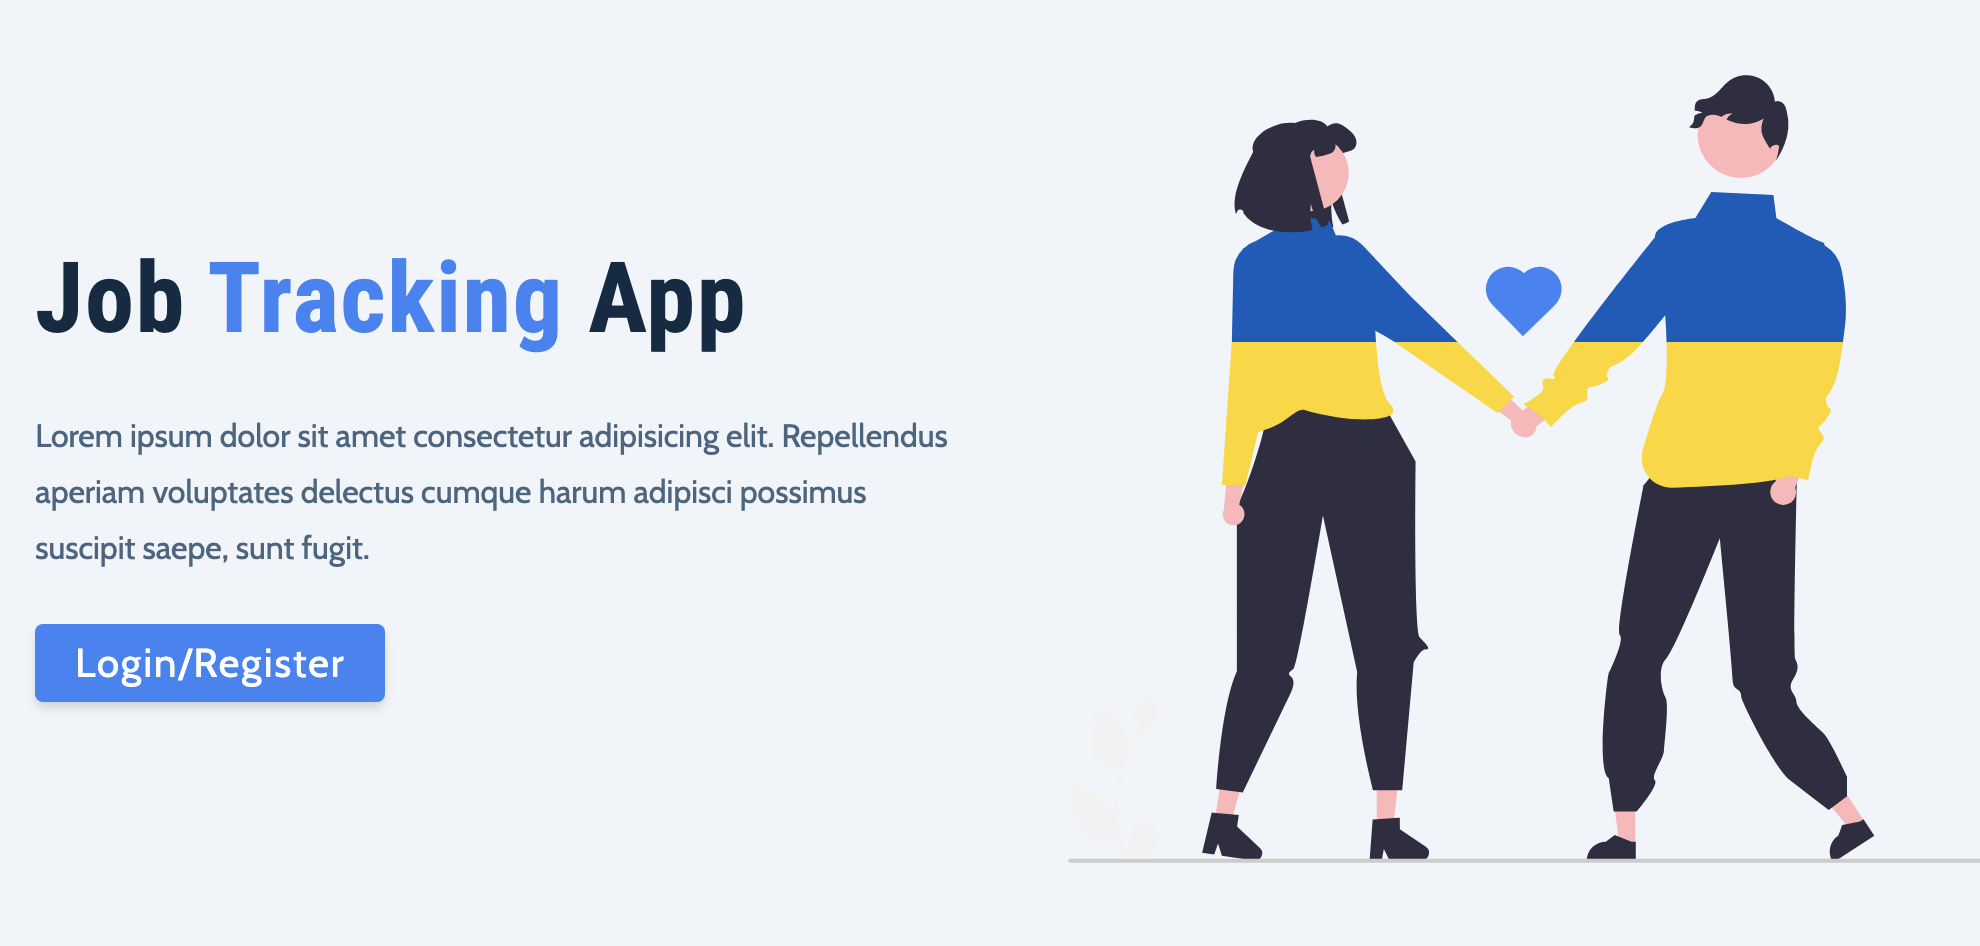 Job Tracking App
Lorem ipsum dolor sit amet consectetur adipisicing elit. Repellendus
aperiam voluptates delectus cumque harum adipisci possimus
suscipit saepe, sunt fugit.
Login/Register